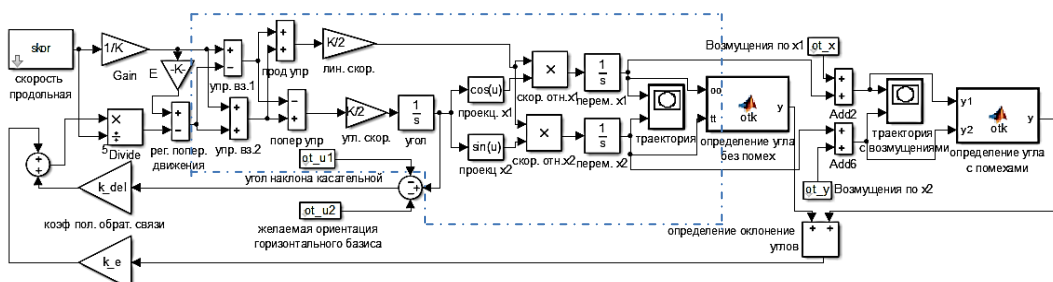 skor
скорость
продольная
1/K
Gain
E
-K-
упр. вз.1
прод упр
K/2
лин. скор.
5
Divide
рег. попер.
движения
упр. вз.2
попер упр
K/2
угл. скор.
1
s
угол
cos(u)
проекц. x1
sin(u)
проекц x2
скор. отн.x1
скор. отн.x2
1
s
перем. x1
1
s
перем. x2
траектория
oo
tt
otk
определение угла
без помех
Возмущения по x1
ot_x
Add2
Add6
ot_y
Возмущения по x2
траектория
с возмущениями
y1
y2
otk
определение угла
с помехами
k_del
коэф пол. обрат. связи
k_e
ot_u1
угол наклона касательной
ot_u2
желаемая ориентация
горизонтального базиса
определение оклонение
углов